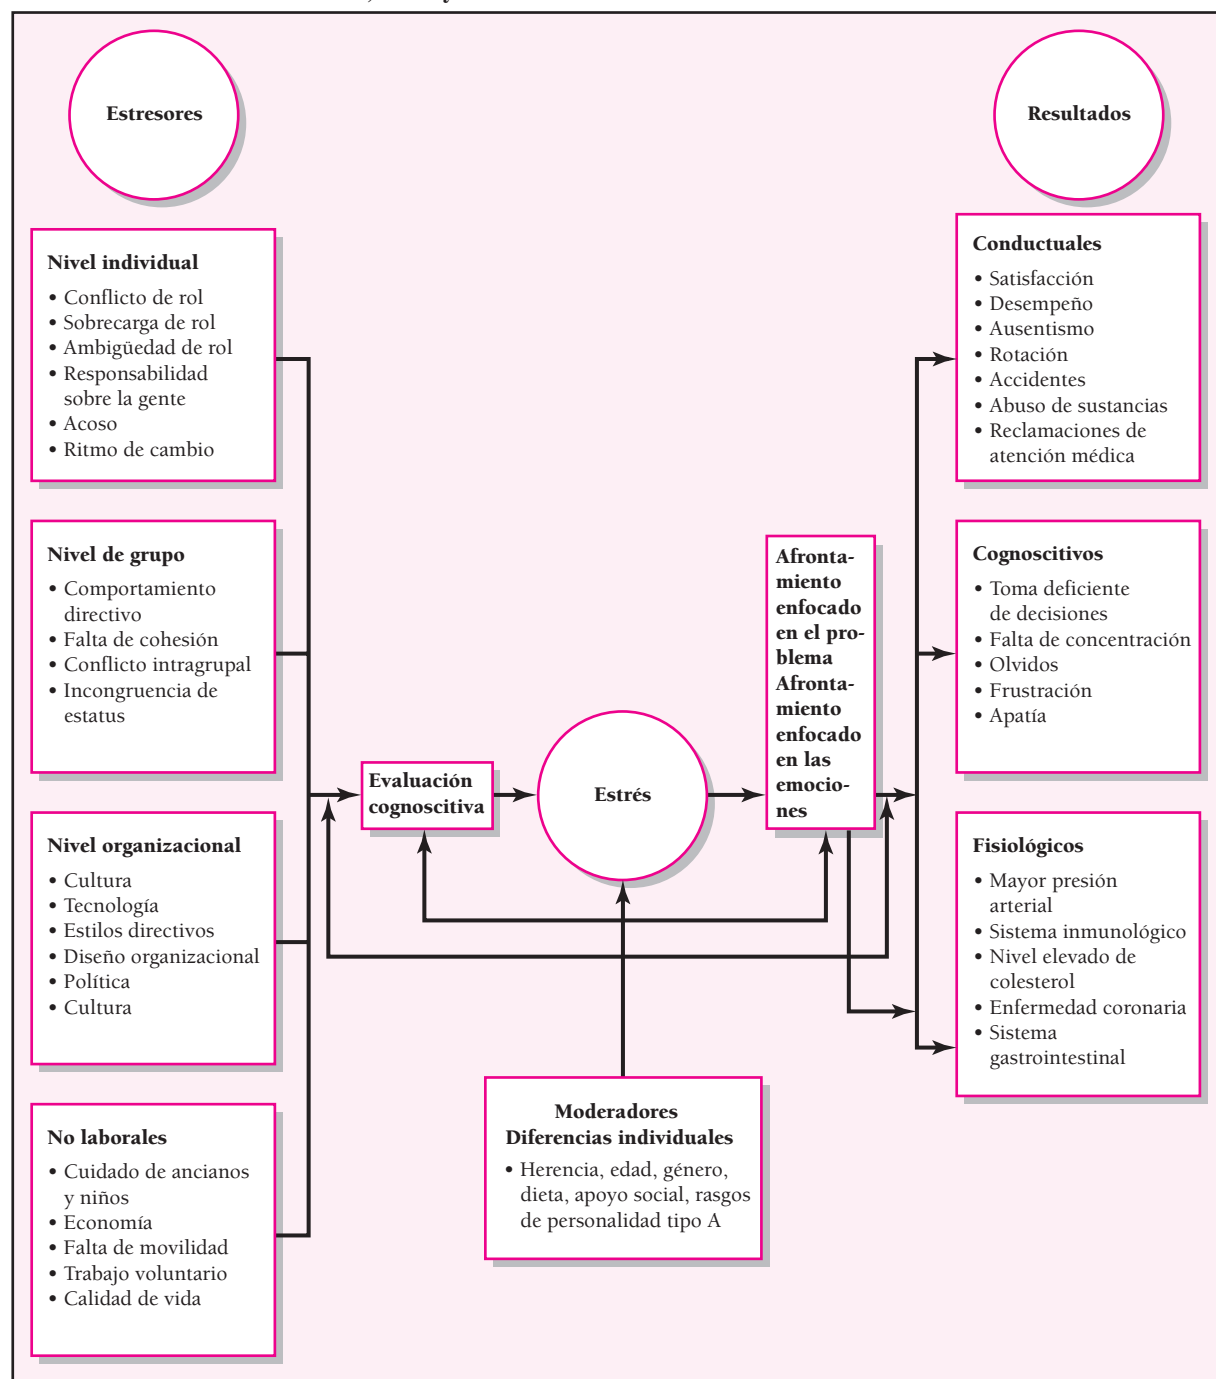 Estresores
Resultados
Nivel individual
• Conflicto de rol
• Sobrecarga de rol
• Ambigüedad de rol
• Responsabilidad
sobre la gente
• Acoso
• Ritmo de cambio
Nivel de grupo
• Comportamiento
directivo
• Falta de cohesión
• Conflicto intragrupal
• Incongruencia de
estatus
Nivel organizacional
• Cultura
• Tecnología
• Estilos directivos
• Diseño organizacional
• Política
• Cultura
No laborales
• Cuidado de ancianos
y niños
• Economía
• Falta de movilidad
• Trabajo voluntario
• Calidad de vida
Evaluación
cognoscitiva
Estrés
Afronta-
miento
enfocado
en el pro-
blema
Afronta-
miento
enfocado
en las
emocio-
nes
Moderadores
Diferencias individuales
• Herencia, edad, género,
dieta, apoyo social, rasgos
de personalidad tipo A
Conductuales
• Satisfacción
• Desempeño
• Ausentismo
• Rotación
• Accidentes
• Abuso de sustancias
• Reclamaciones de
atención médica
Cognoscitivos
• Toma deficiente
de decisiones
• Falta de concentración
• Olvidos
• Frustración
• Apatía
Fisiológicos
• Mayor presión
arterial
• Sistema inmunológico
• Nivel elevado de
colesterol
• Enfermedad coronaria
• Sistema
gastrointestinal